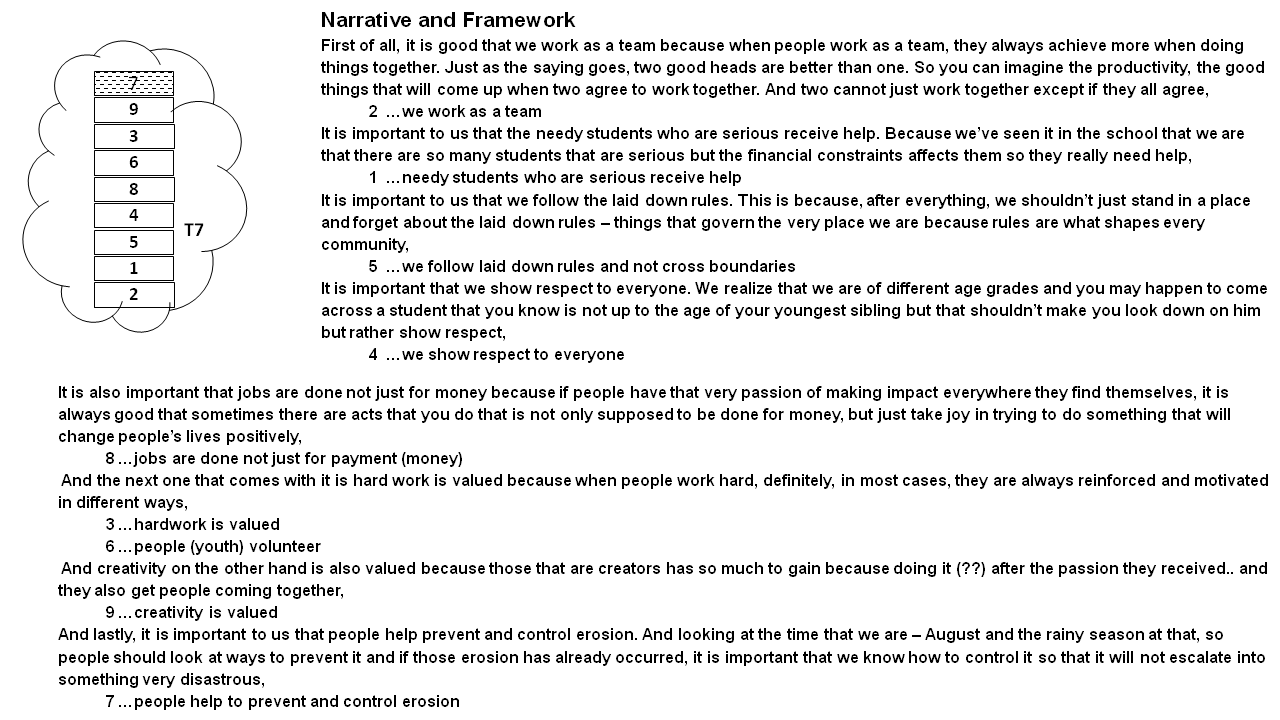 Narrative and Framework
First of all, it is good that we work as a team because when people work as a team, they always achieve more when doing
things together. Just as the saying goes, two good heads are better than one. So you can imagine the productivity, the good
things that will come up when two agree to work together. And two cannot just work together except if they all agree,
2 ...we work as a team
It is important to us that the needy students who are serious receive help. Because we've seen it in the school that we are
that there are so many students that are serious but the financial constraints affects them so they really need help,
1 ...needy students who are serious receive help
It is important to us that we follow the laid down rules. This is because, after everything, we shouldn't just stand in a place
and forget about the laid down rules – things that govern the very place we are because rules are what shapes every
community,
5 ...we follow laid down rules and not cross boundaries
It is important that we show respect to everyone. We realize that we are of different age grades and you may happen to come
across a student that you know is not up to the age of your youngest sibling but that shouldn't make you look down on him
but rather show respect,
4 ...we show respect to everyone
7
9
3
6
8
4
5
1
2
T7
It is also important that jobs are done not just for money because if people have that very passion of making impact everywhere they find themselves, it is
always good that sometimes there are acts that you do that is not only supposed to be done for money, but just take joy in trying to do something that will
change people's lives positively,
8 ...jobs are done not just for payment (money)
And the next one that comes with it is hard work is valued because when people work hard, definitely, in most cases, they are always reinforced and motivated
in different ways,
3 ...hardwork is valued
6 ...people (youth) volunteer
And creativity on the other hand is also valued because those that are creators has so much to gain because doing it (??) after the passion they received.. and
they also get people coming together,
9 ...creativity is valued
And lastly, it is important to us that people help prevent and control erosion. And looking at the time that we are – August and the rainy season at that, so
people should look at ways to prevent it and if those erosion has already occurred, it is important that we know how to control it so that it will not escalate into
something very disastrous,
7 ...people help to prevent and control erosion